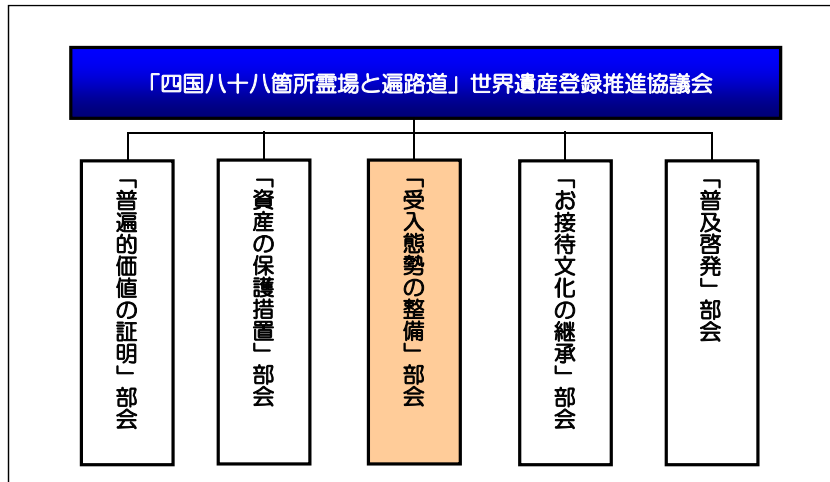 「四国八十八箇所霊場と遍路道」世界遺産登録推進協議会
「普遍的価値の証明」部会
「資産の保護措置」部会
「受入態勢の整備」部会
「お接待文化の継承」部会
「普及啓発」部会